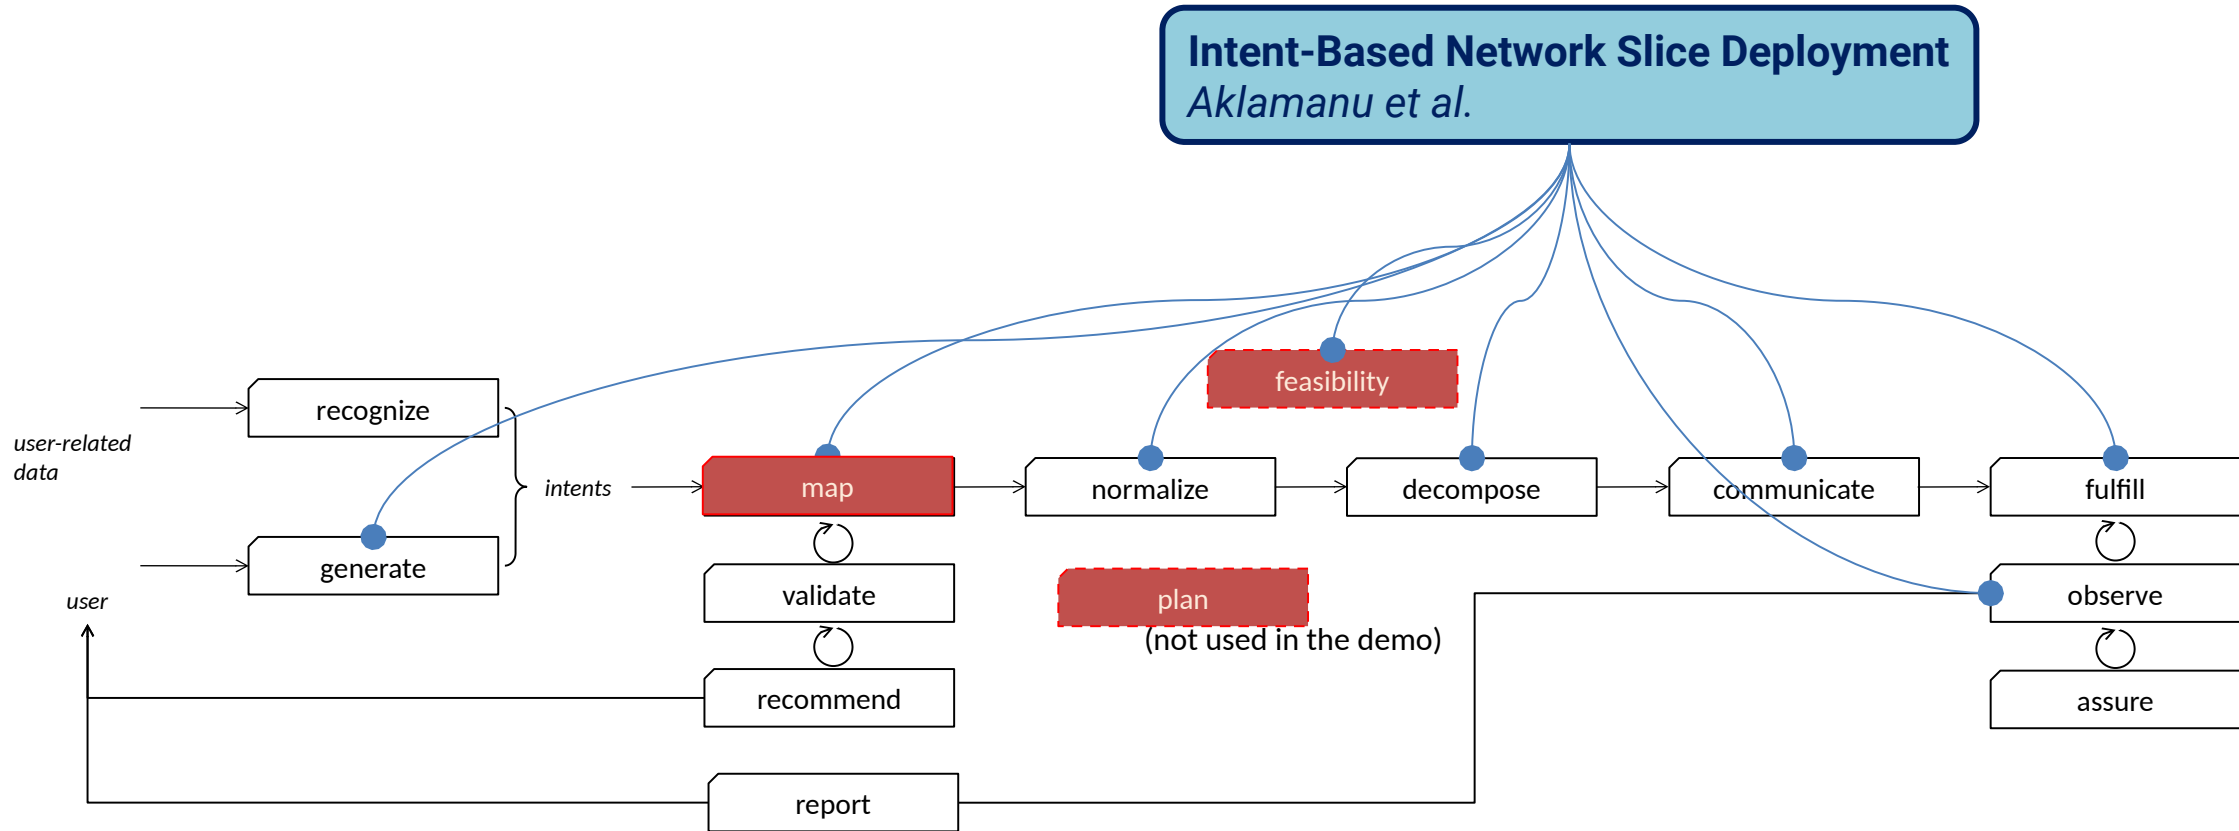 Intent-Based Network Slice Deployment
Aklamanu et al.
feasibility
recognize
user-related
data
intents
map
normalize
decompose
communicate
fulfill
generate
user
validate
plan
(not used in the demo)
observe
recommend
assure
report